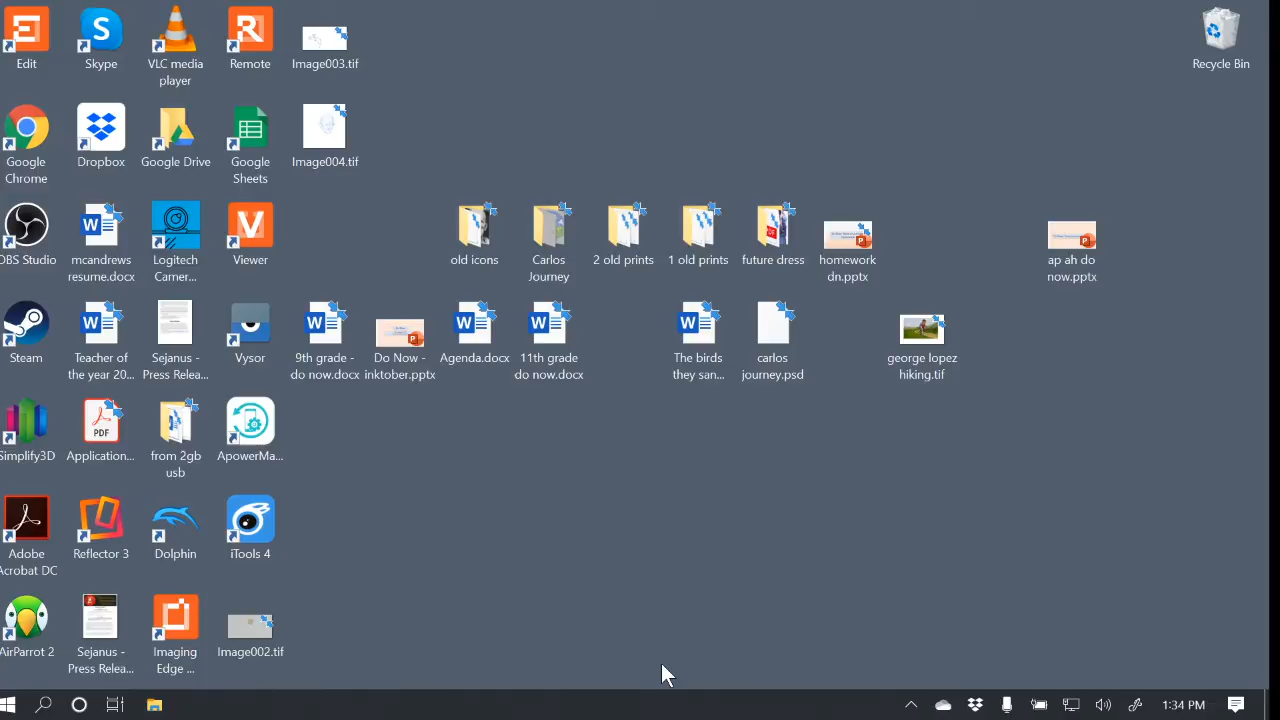 Edit
Skype
VLC media
player
Remote
Image003.tif
Recycle Bin
Google
Chrome
Dropbox
Google Drive
Google
Sheets
Image004.tif
OBS Studio
mcandrews
resume.docx
Logitech
Camer...
Viewer
old icons
Carlos
Journey
2 old prints
1 old prints
future dress
homework
dn.pptx
ap ah do
now.pptx
Steam
Teacher of
the year 20...
Sejanus -
Press Relea...
Vysor
9th grade -
do now.docx
Do Now -
inktober.pptx
Agenda.docx
11th grade
do now.docx
The birds
they san...
carlos
journey.psd
george lopez
hiking.tif
Simplify3D
PDF
Application...
from 2gb
usb
ApowerMa...
Adobe
Acrobat DC
Reflector 3
Dolphin
iTools 4
AirParrot 2
Sejanus -
Press Relea...
Imaging
Edge ...
Image002.tif
1:34 PM